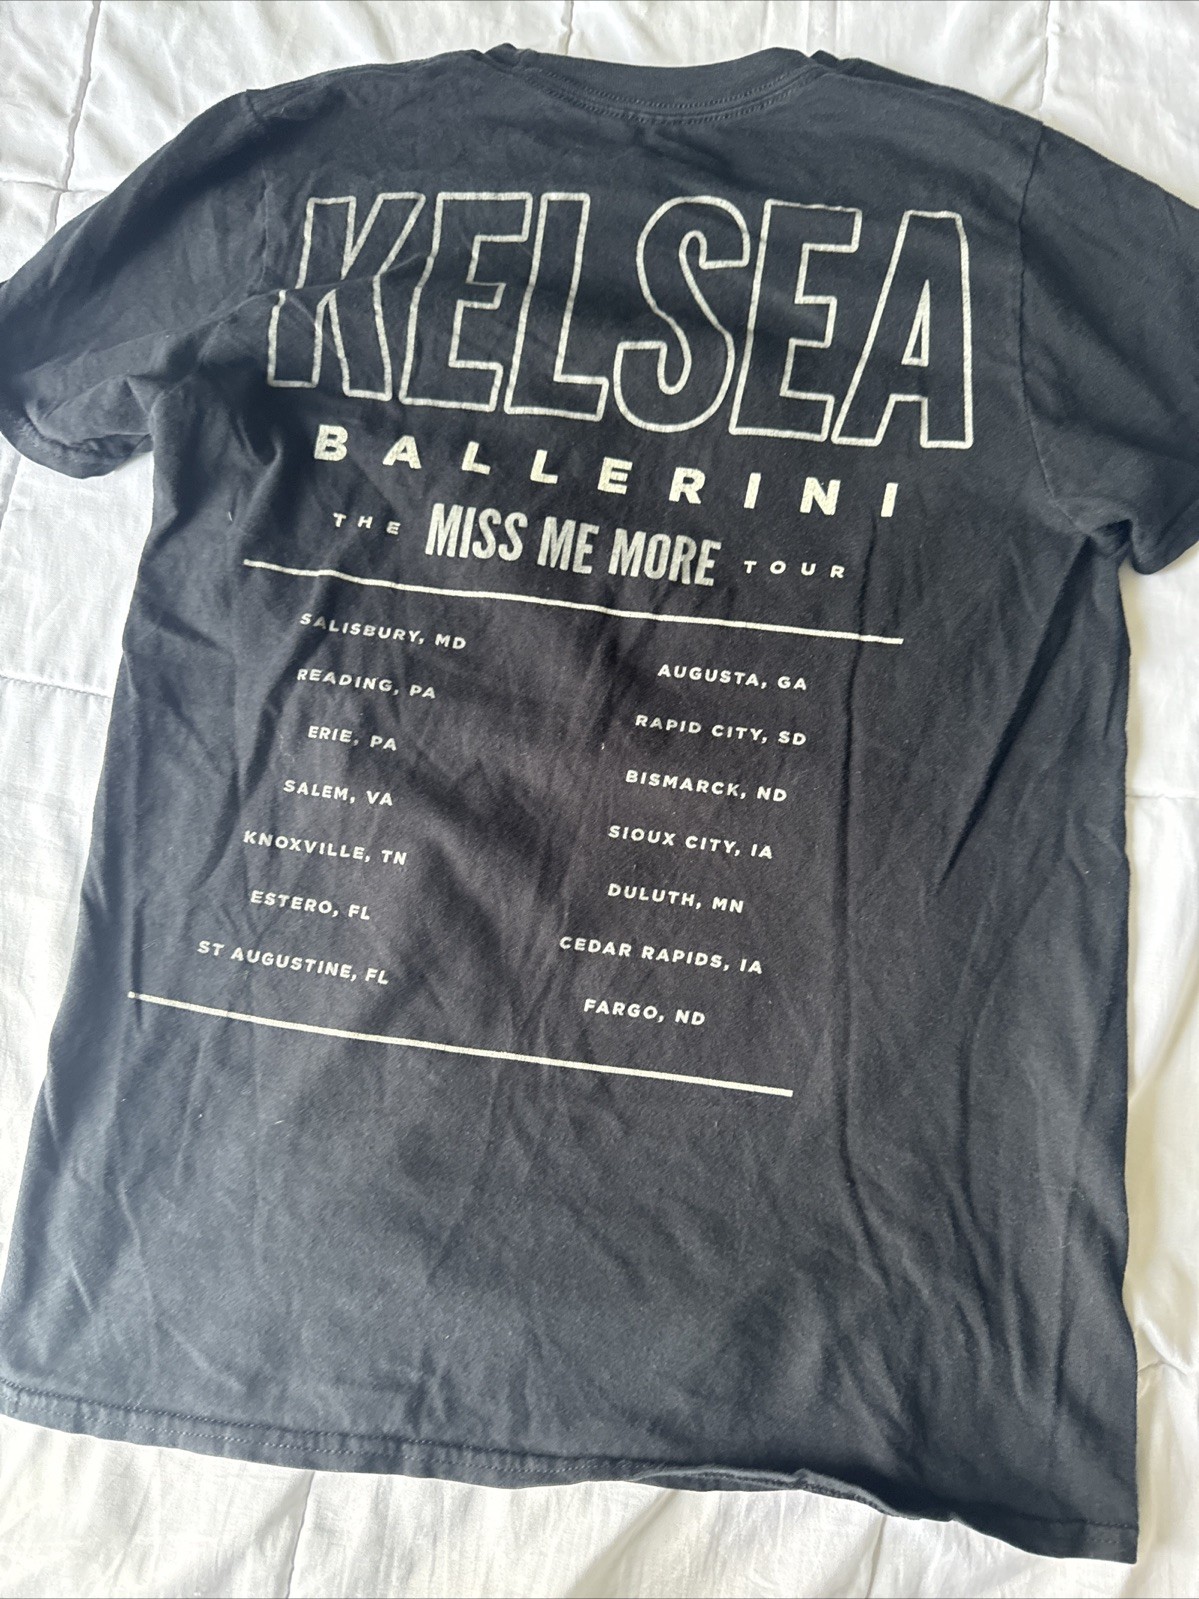 KELSEA
BALLERINI
THE MISS ME MORE TOUR
SALISBURY, MD
READING, PA
ERIE, PA
SALEM, VA
KNOXVILLE, TN
ESTERO, FL
ST AUGUSTINE, FL
AUGUSTA, GA
RAPID CITY, SD
BISMARCK, ND
SIOUX CITY, IA
DULUTH, MN
CEDAR RAPIDS, IA
FARGO, ND